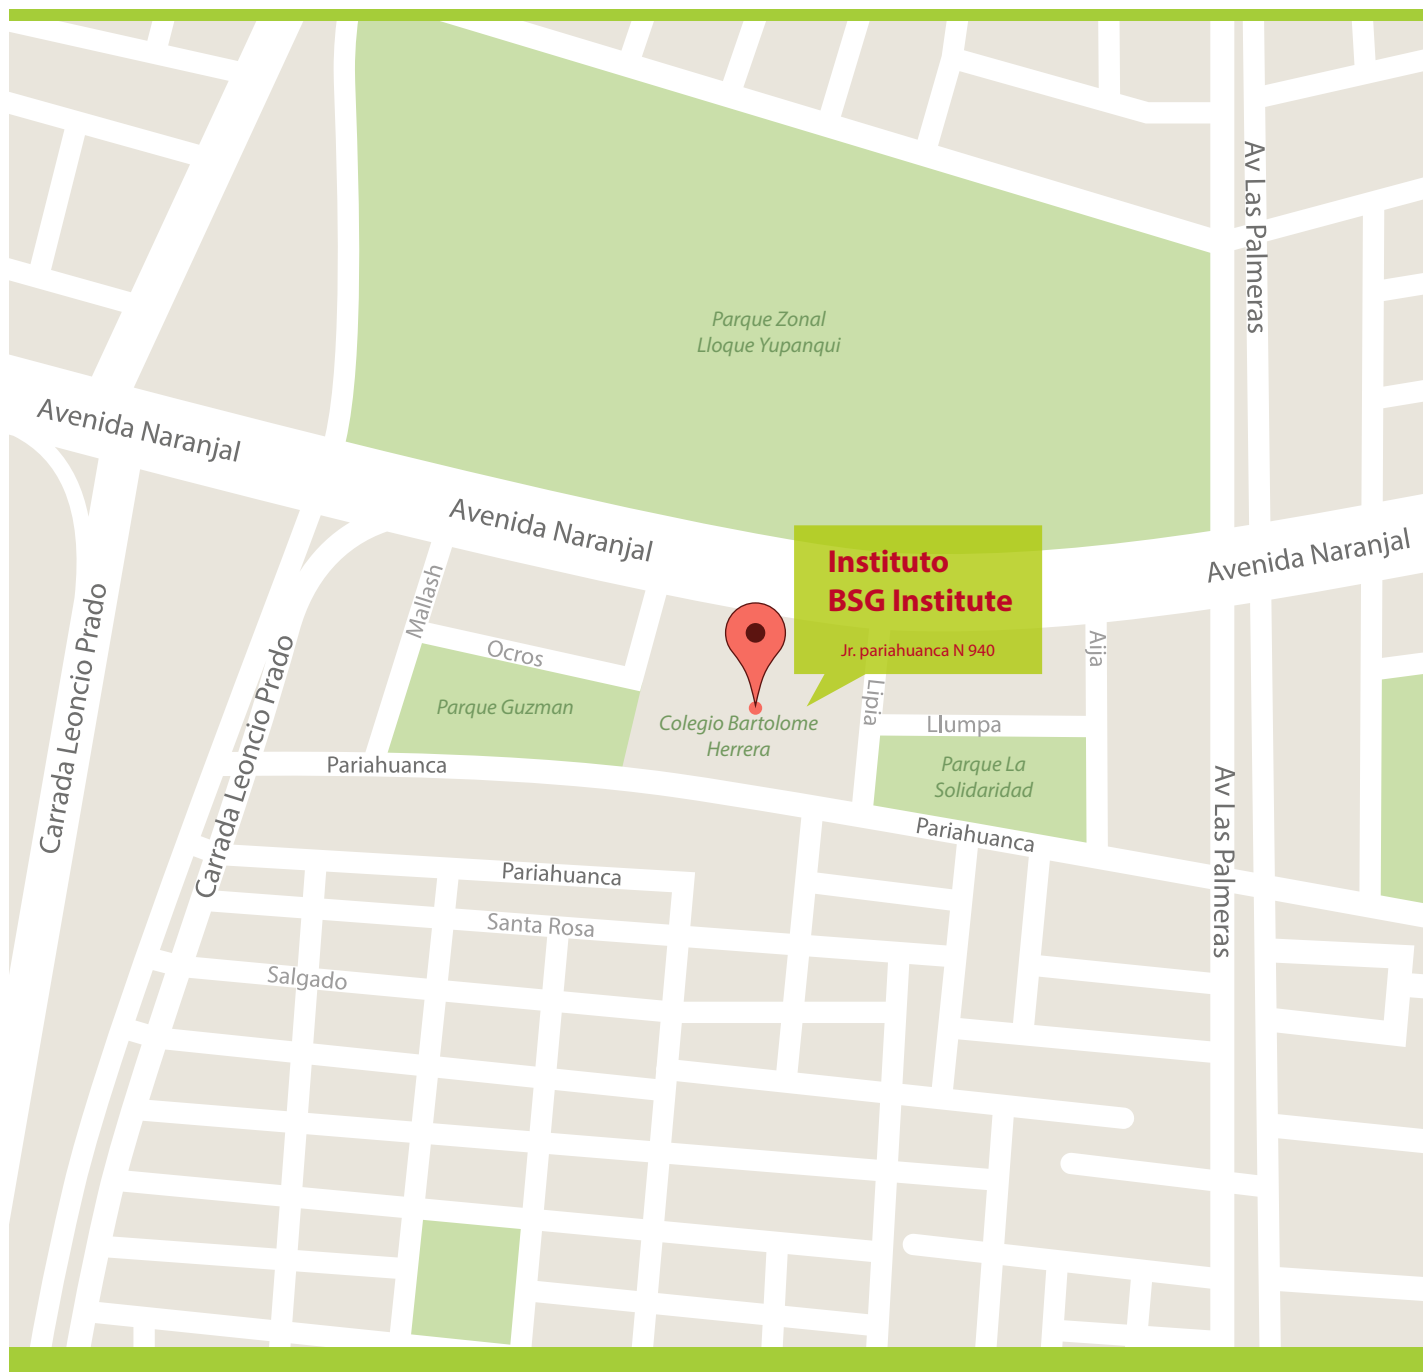 Av Las Palmeras
Parque Zonal
Lloque Yupanqui
Avenida Naranjal
Avenida Naranjal
Avenida Naranjal
Instituto
BSG Institute
Jr. pariahuanca N 940
Mallash
Ocros
Aija
Carrada Leoncio Prado
Carrada Leoncio Prado
Parque Guzman
Lipia
Colegio Bartolome
Herrera
Llumpa
Pariahuanca
Parque La
Solidaridad
Pariahuanca
Av Las Palmeras
Pariahuanca
Santa Rosa
Salgado